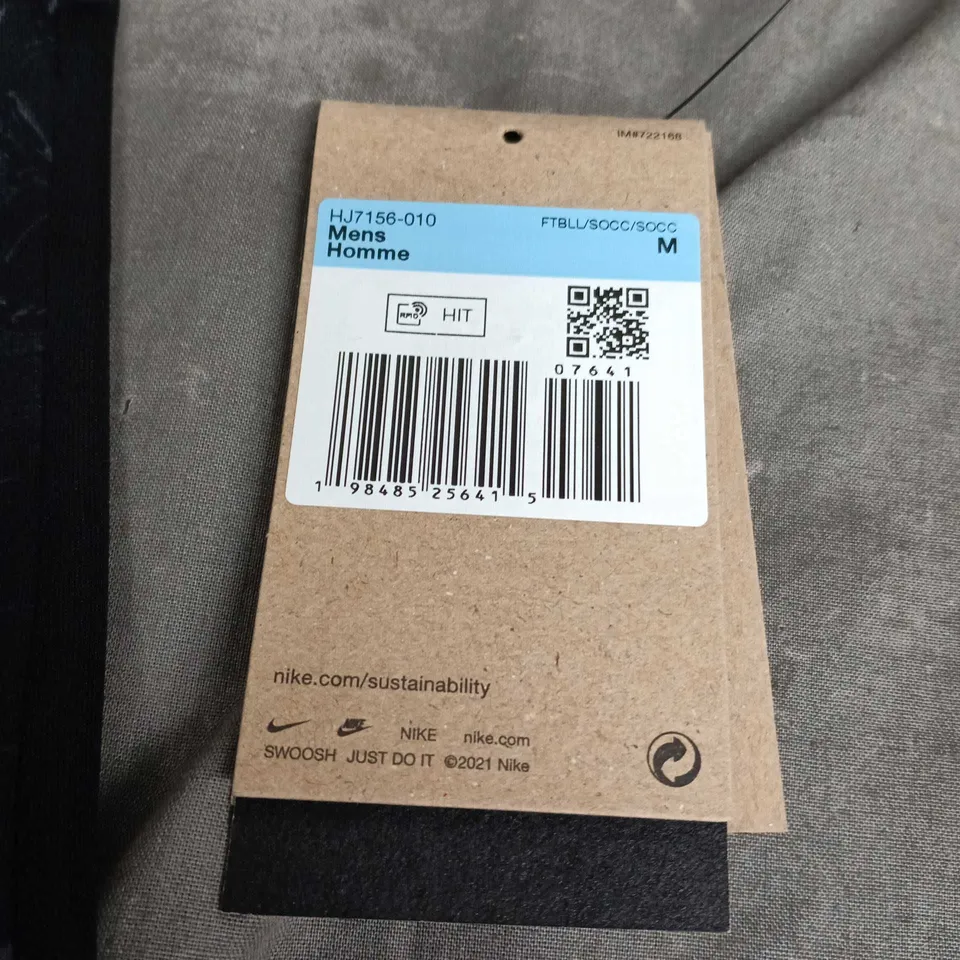 IM#722168
HJ7156-010
FTBLL/SOCC/SOCC
Mens
M
Homme
RFID HIT
07641
1 98485 25641 5
nike.com/sustainability
NIKE nike.com
SWOOSH JUST DO IT ©2021 Nike